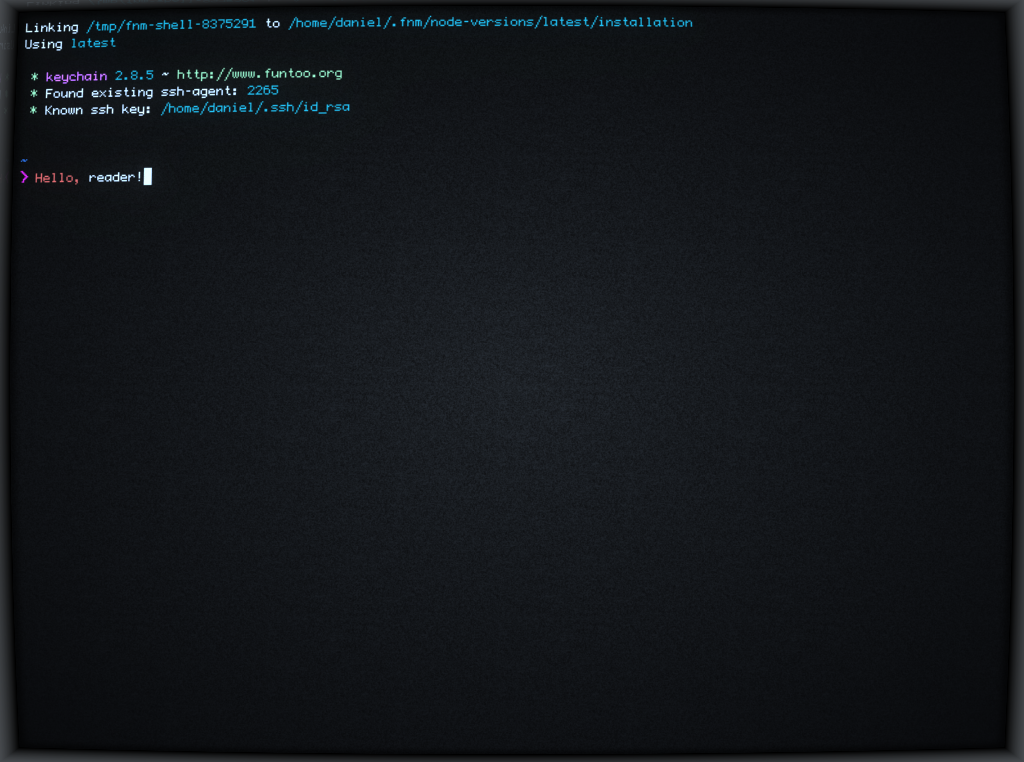 Linking /tmp/fnm-shell-8375291 to /home/daniel/.fnm/node-versions/latest/installation
Using latest
* keychain 2.8.5 ~ http://www.funtoo.org
* Found existing ssh-agent: 2265
* Known ssh key: /home/daniel/.ssh/id_rsa
~
❯ Hello, reader!